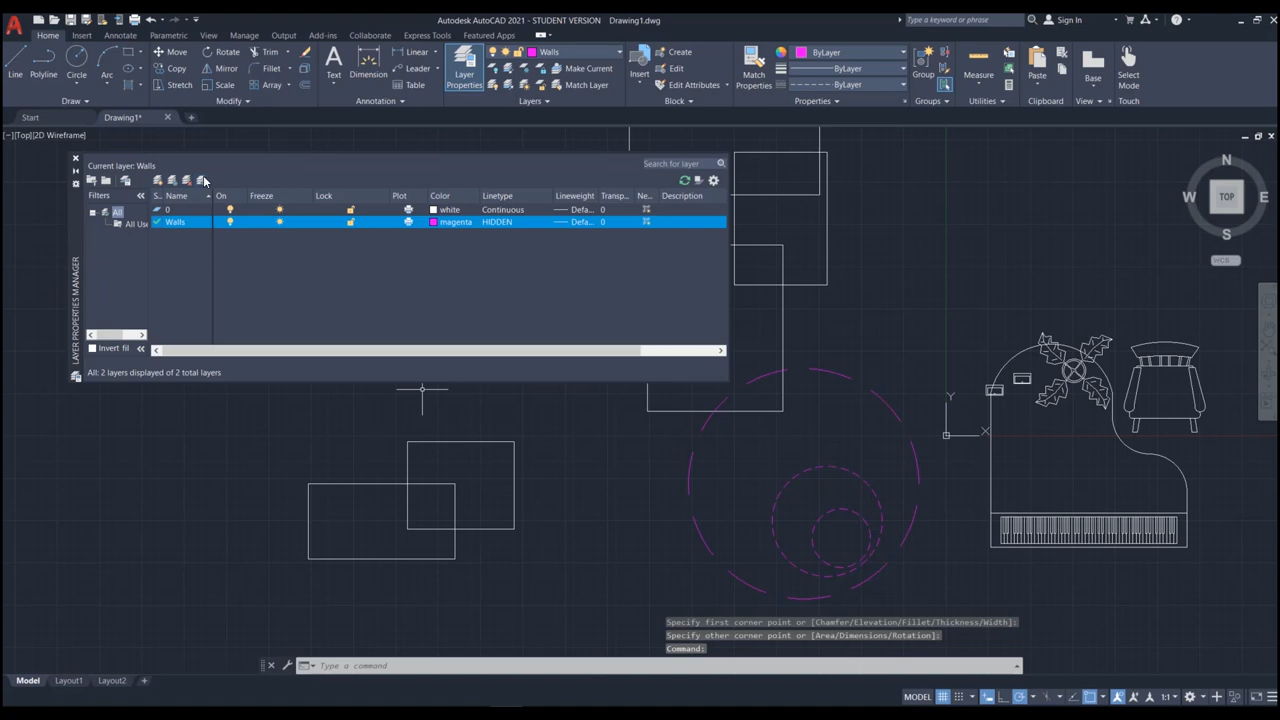 Autodesk AutoCAD 2021 - STUDENT VERSION Drawing1.dwg
Type a keyword or phrase
Sign In
Home Insert Annotate Parametric View Manage Output Add-ins Collaborate Express Tools Featured Apps
Line Polyline Circle Arc
Move Rotate Trim
Copy Mirror Fillet
Stretch Scale Array
Text Dimension
Linear
Leader
Table
Layer Properties
Walls
Make Current
Match Layer
Insert
Create
Edit
Edit Attributes
Match Properties
ByLayer
ByLayer
ByLayer
Group Measure Paste Base Select Mode
Draw Modify Annotation Layers Block Properties Groups Utilities Clipboard View Touch
Start Drawing1*
[−][Top][2D Wireframe]
Current layer: Walls
Search for layer
Filters
S.. Name On Freeze Lock Plot Color Linetype Lineweight Transp... Ne... Description
All
0 white Continuous Defa... 0
All Use
Walls magenta HIDDEN Defa... 0
Invert fil
All: 2 layers displayed of 2 total layers
LAYER PROPERTIES MANAGER
N
W TOP E
S
WCS
Y
X
Specify first corner point or [Chamfer/Elevation/Fillet/Thickness/Width]:
Specify other corner point or [Area/Dimensions/Rotation]:
Command:
Type a command
Model Layout1 Layout2 +
MODEL 1:1